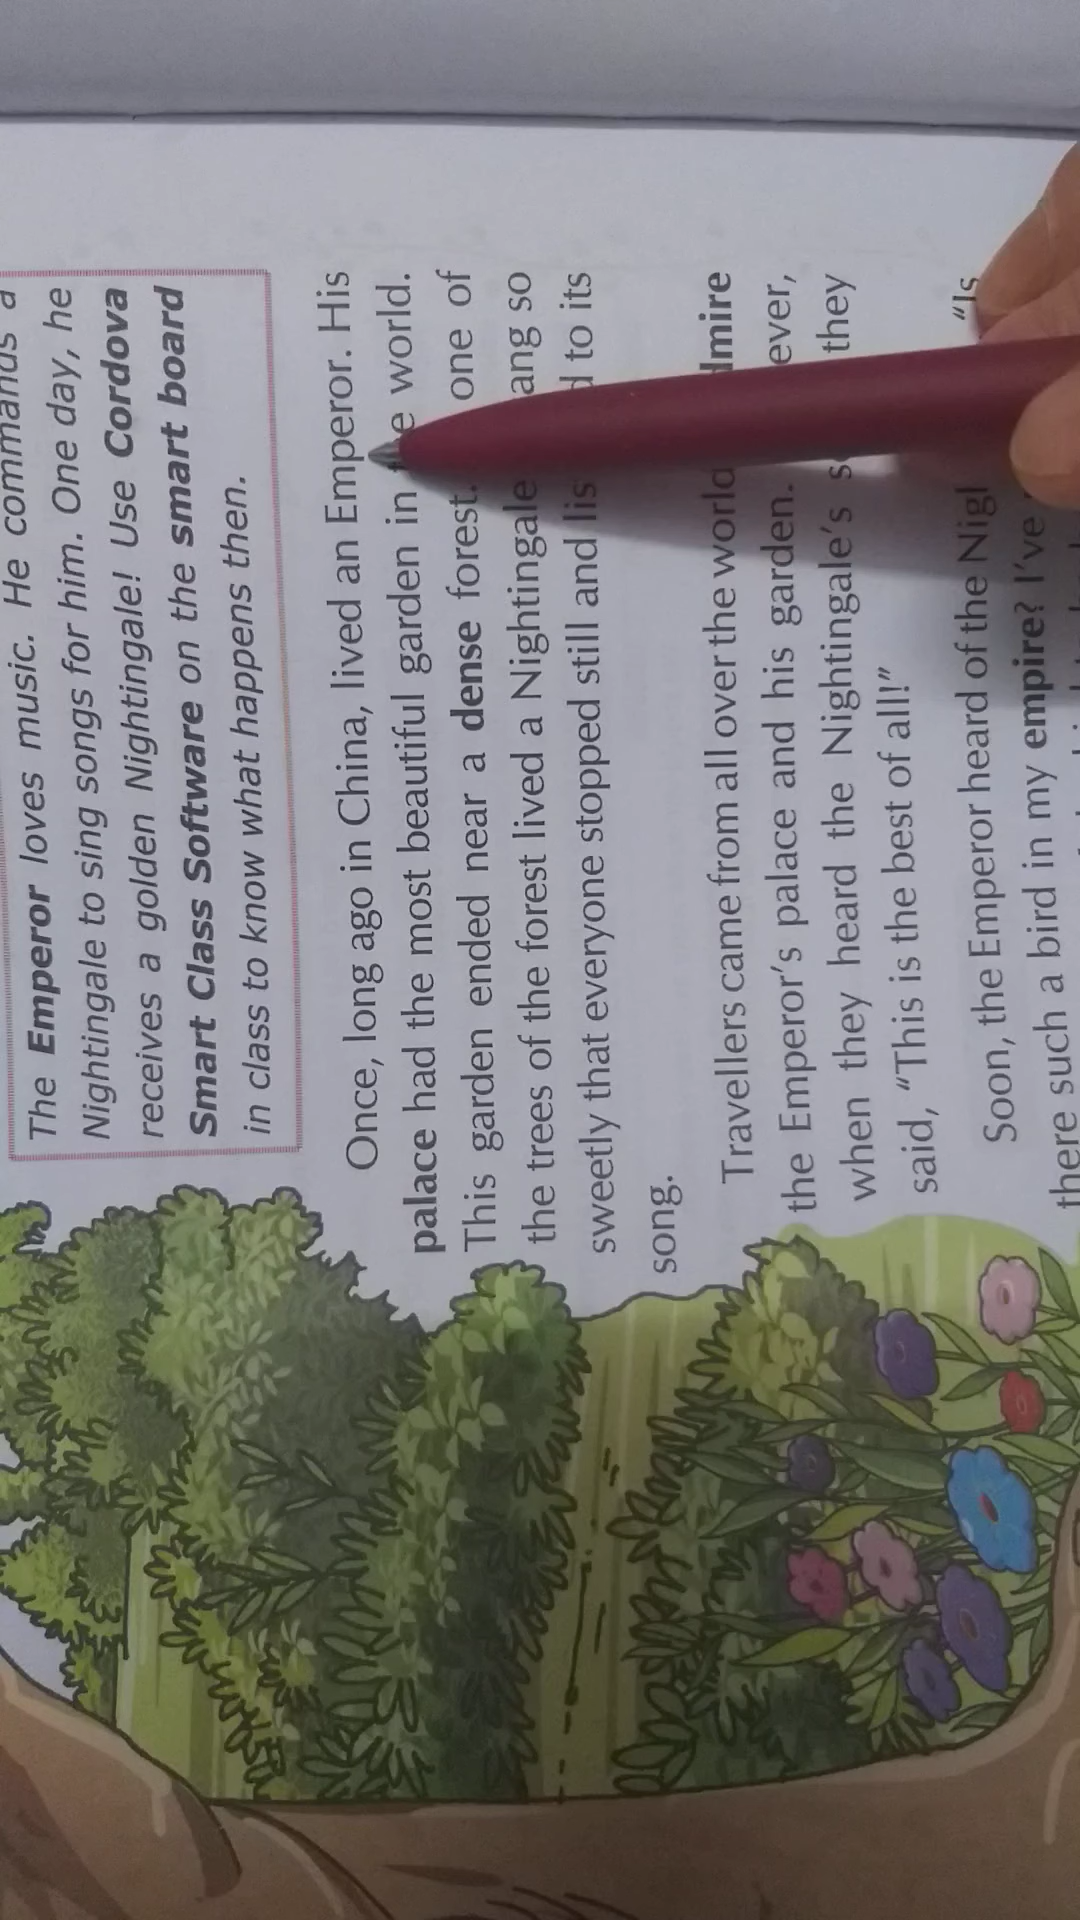 The Emperor loves music. He commands a
Nightingale to sing songs for him. One day, he
receives a golden Nightingale! Use Cordova
Smart Class Software on the smart board
in class to know what happens then.
Once, long ago in China, lived an Emperor. His
palace had the most beautiful garden in world.
This garden ended near a dense forest. one of
the trees of the forest lived a Nightingale so
sweetly that everyone stopped still and to its
song.
Travellers came from all over the world
the Emperor's palace and his garden.
when they heard the Nightingale's they
said, "This is the best of all!"
Soon, the Emperor heard of the "Is
there such a bird in my empire? I've